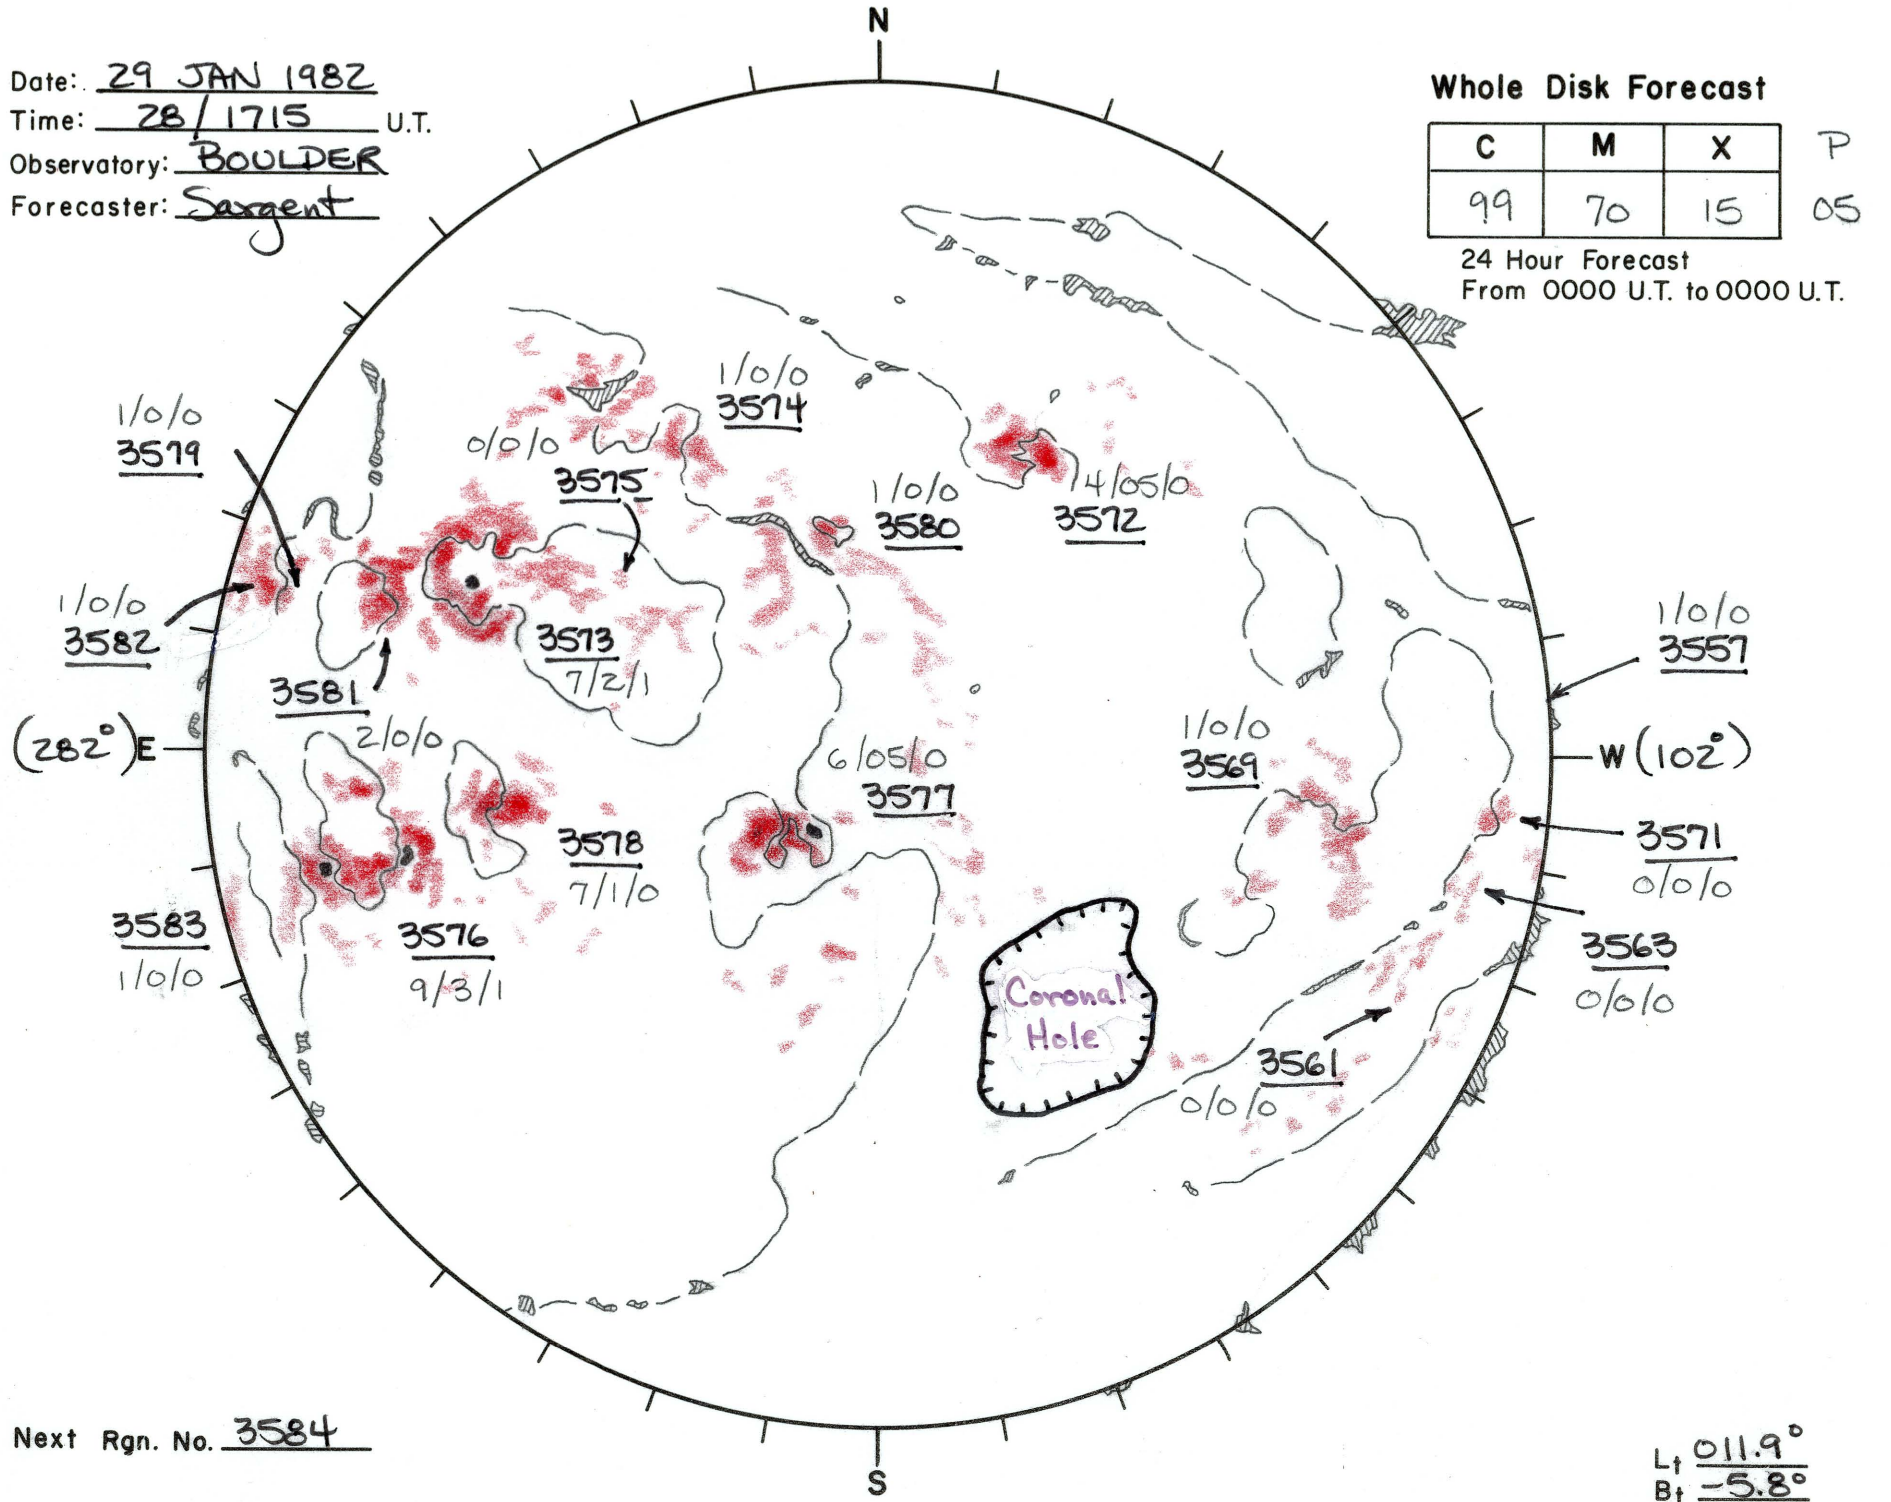 N
Date: 29 JAN 1982
Time: 28/1715 U.T.
Observatory: BOULDER
Forecaster: Sargent
Whole Disk Forecast
C M X P
99 70 15 05
24 Hour Forecast
From 0000 U.T. to 0000 U.T.
1/0/0
3574
1/0/0
3579
0/0/0
3575
1/0/0
3580
4/05/0
3572
1/0/0
3582
3573
7/2/1
1/0/0
3557
3581
2/0/0
(282°) E
W (102°)
1/0/0
3569
6/05/0
3577
3571
0/0/0
3578
7/1/0
3583
1/0/0
3576
9/3/1
3563
0/0/0
Coronal
Hole
3561
0/0/0
Next Rgn. No. 3584
S
Lt 011.9°
Bt -5.8°